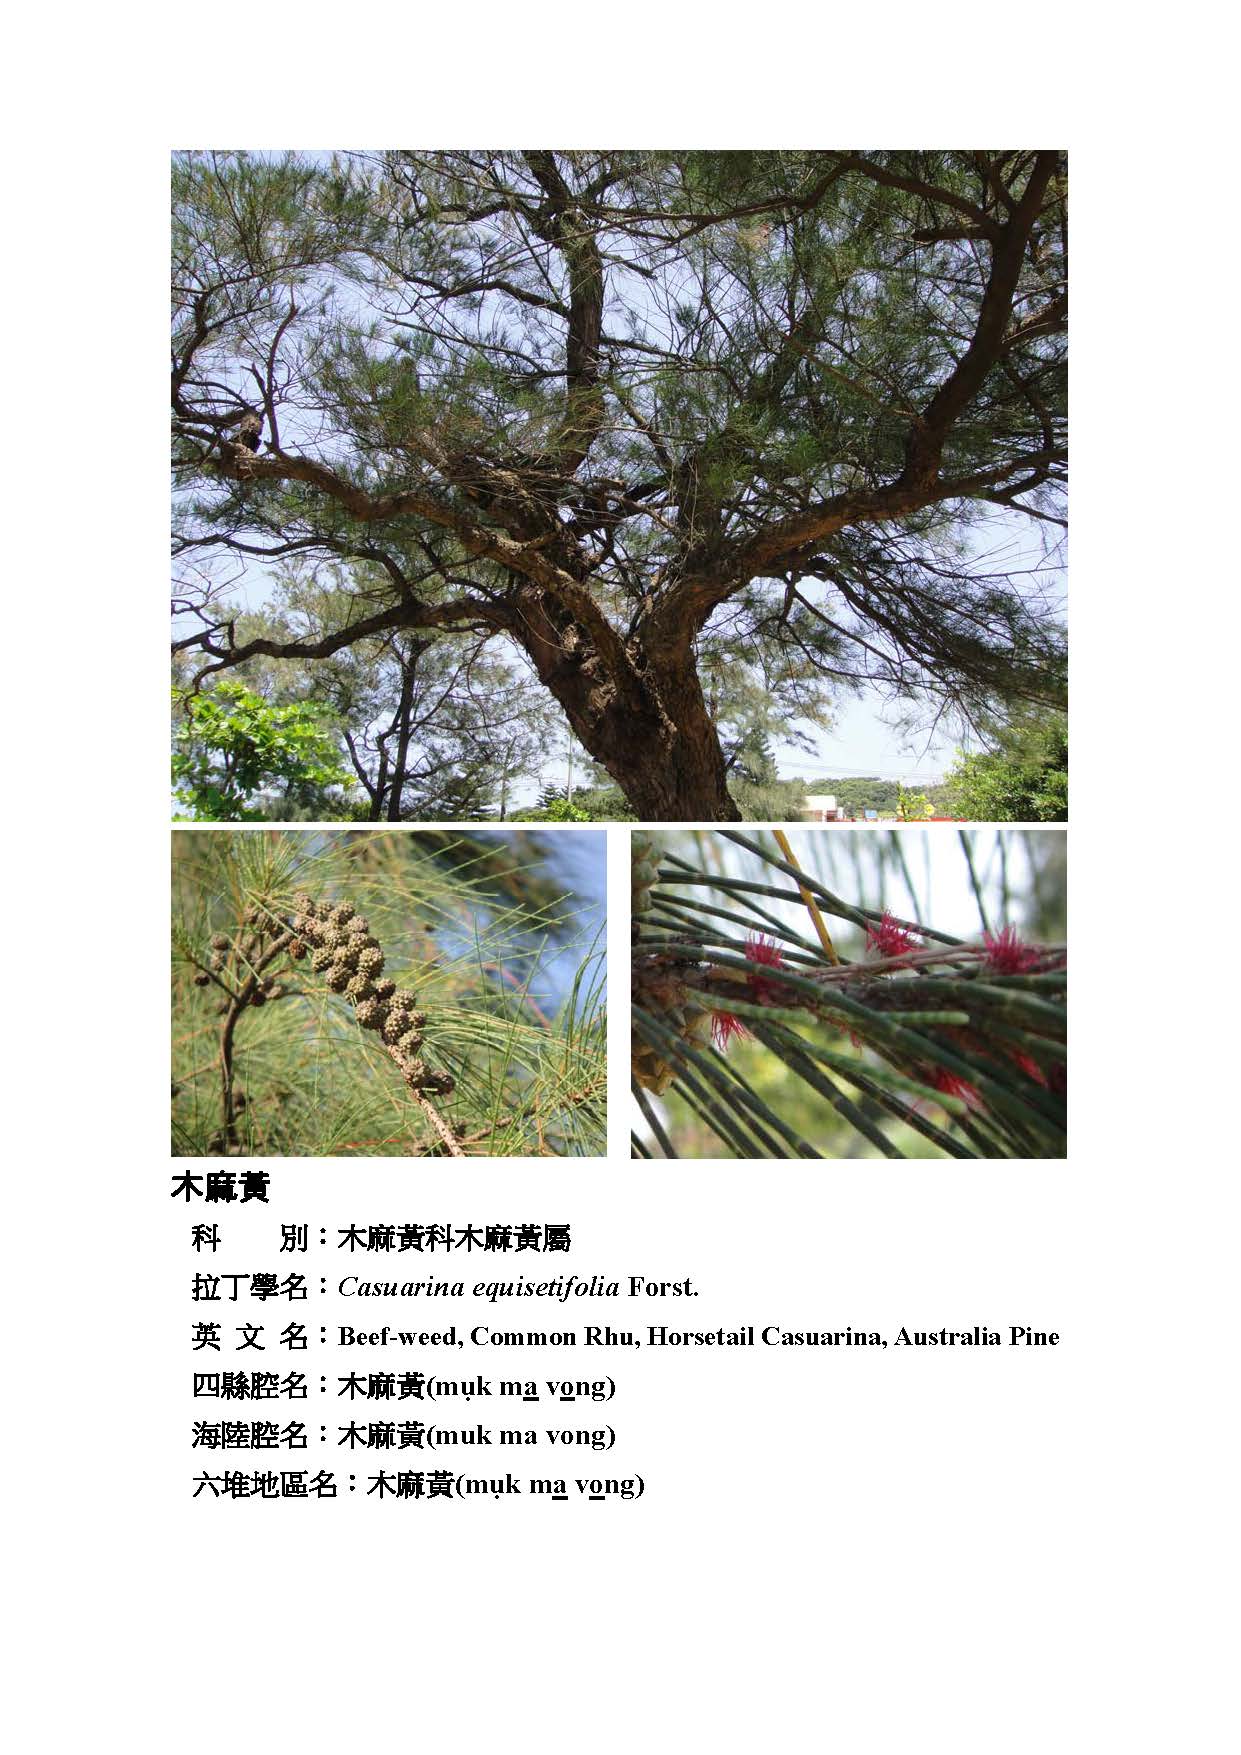 木麻黃
科　　別：木麻黃科木麻黃屬
拉丁學名：Casuarina equisetifolia Forst.
英 文 名：Beef-weed, Common Rhu, Horsetail Casuarina, Australia Pine
四縣腔名：木麻黃(mụk ma̲ vo̲ng)
海陸腔名：木麻黃(muk ma vong)
六堆地區名：木麻黃(mụk ma̲ vo̲ng)